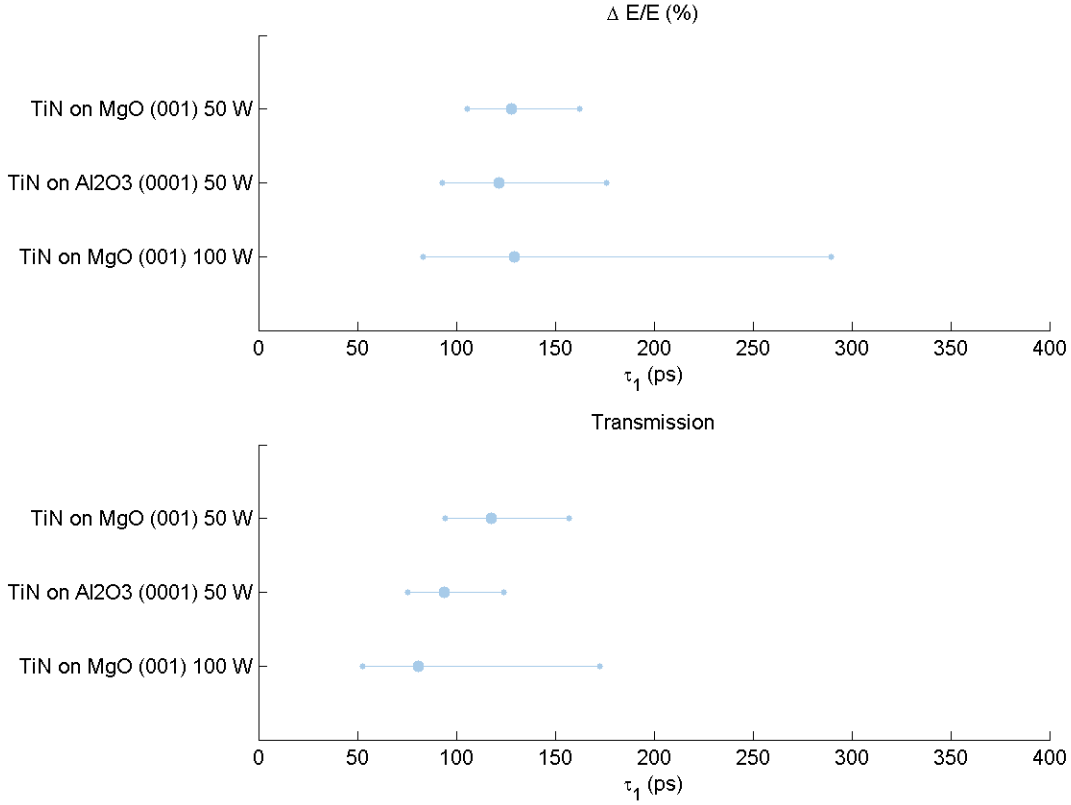 Δ E/E (%)
TiN on MgO (001) 50 W
TiN on Al2O3 (0001) 50 W
TiN on MgO (001) 100 W
0 50 100 150 200 250 300 350 400
τ1 (ps)
Transmission
TiN on MgO (001) 50 W
TiN on Al2O3 (0001) 50 W
TiN on MgO (001) 100 W
0 50 100 150 200 250 300 350 400
τ1 (ps)